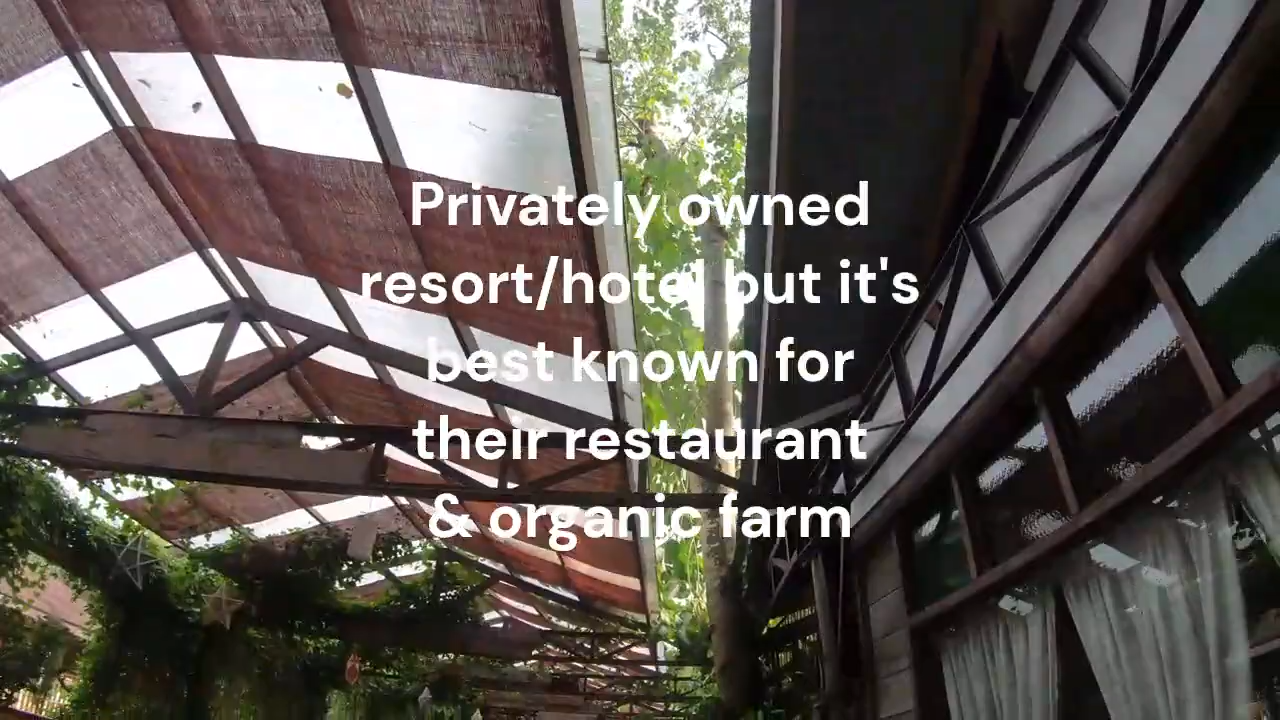 Privately owned
resort/hotel but it's
best known for
their restaurant
& organic farm